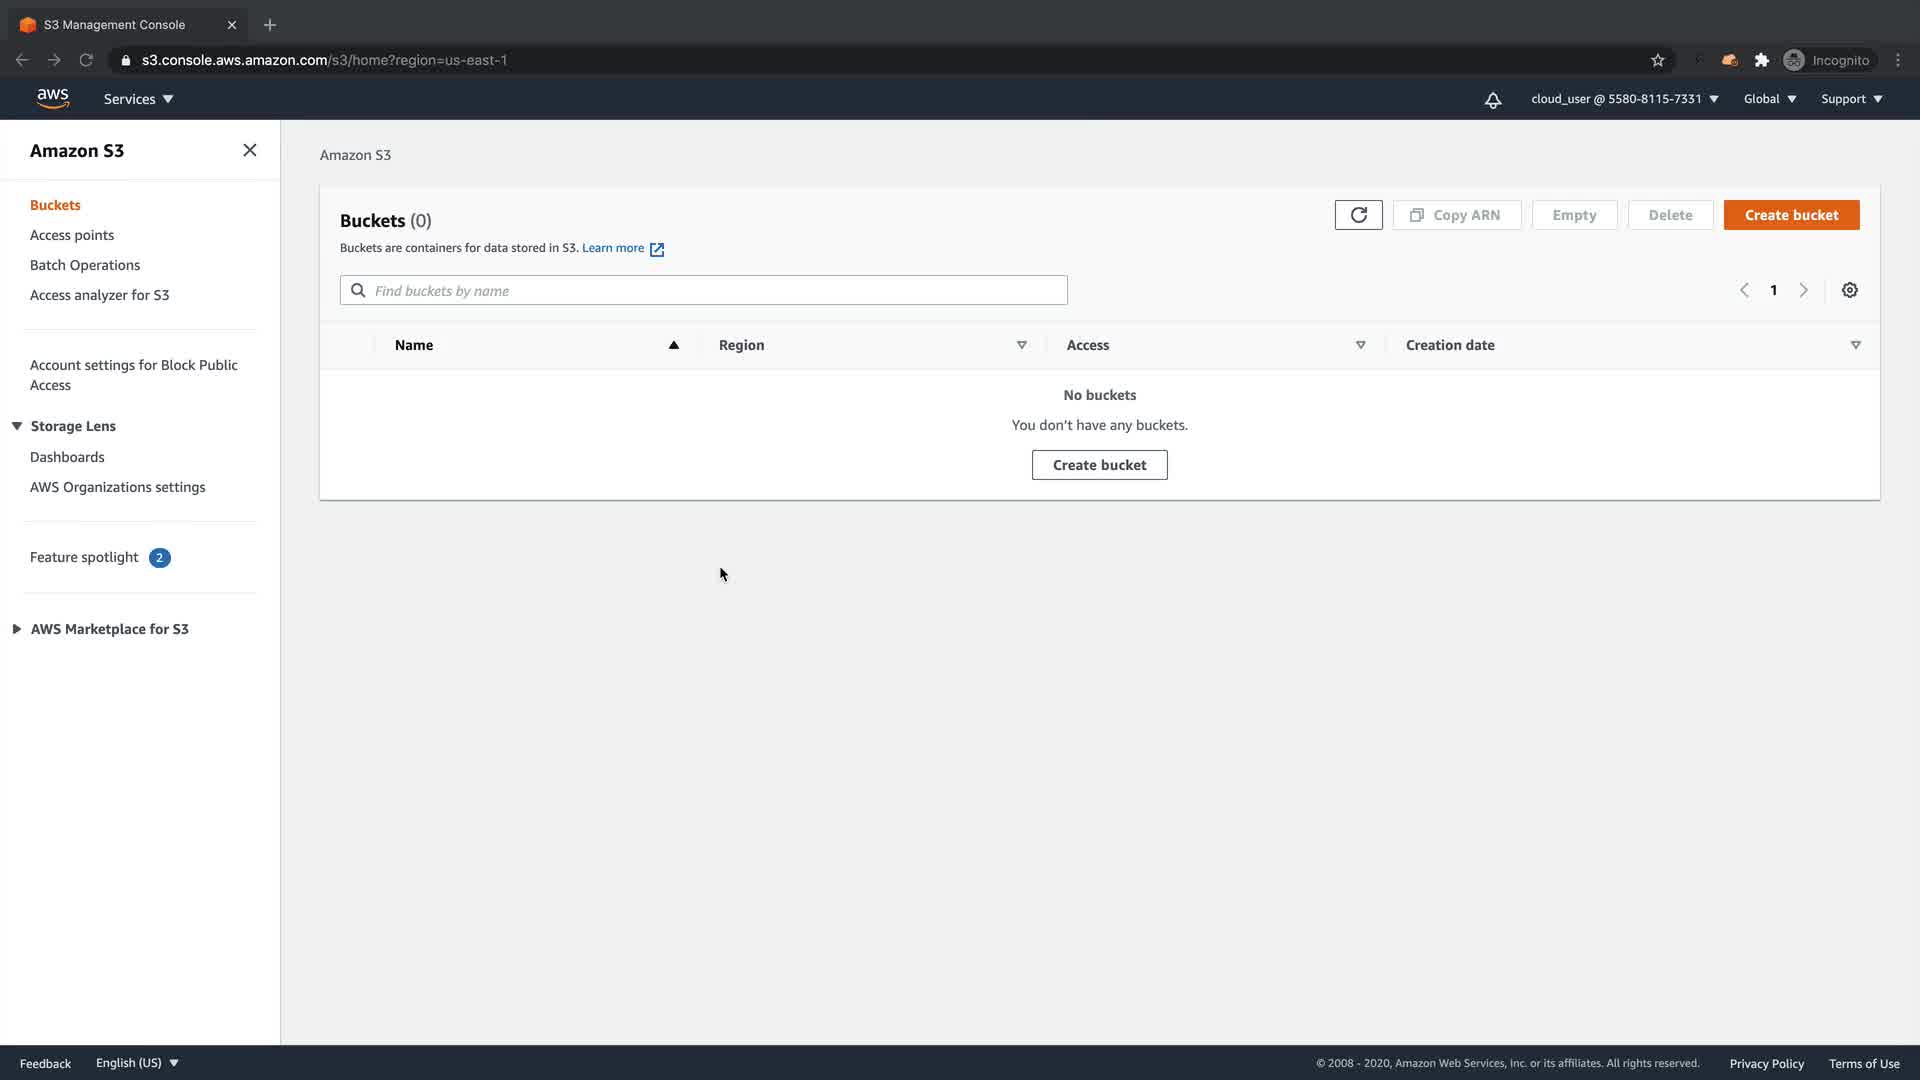 S3 Management Console
s3.console.aws.amazon.com/s3/home?region=us-east-1
Incognito
aws
Services
cloud_user @ 5580-8115-7331
Global
Support
Amazon S3
Buckets
Access points
Batch Operations
Access analyzer for S3
Account settings for Block Public
Access
Storage Lens
Dashboards
AWS Organizations settings
Feature spotlight 2
AWS Marketplace for S3
Amazon S3
Buckets (0)
Buckets are containers for data stored in S3. Learn more
Copy ARN
Empty
Delete
Create bucket
Find buckets by name
1
Name
Region
Access
Creation date
No buckets
You don't have any buckets.
Create bucket
Feedback
English (US)
© 2008 - 2020, Amazon Web Services, Inc. or its affiliates. All rights reserved.
Privacy Policy
Terms of Use